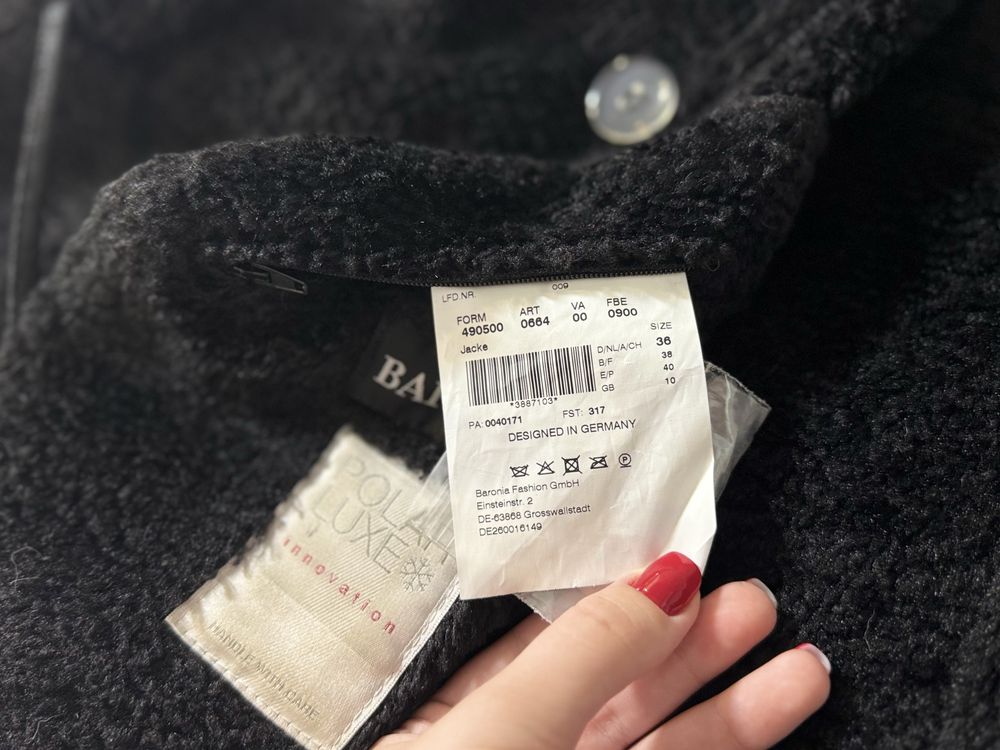 LFD NR. 009
FORM ART VA FBE
490500 0664 00 0900
Jacke SIZE
D/NL/A/CH 36
B/F 38
E/P 40
GB 10
*3887103*
PA: 0040171 FST: 317
DESIGNED IN GERMANY
Baronia Fashion GmbH
Einsteinstr. 2
DE-63868 Grosswallstadt
DE260016149
LUXE
innovation
HANDLE WITH CARE